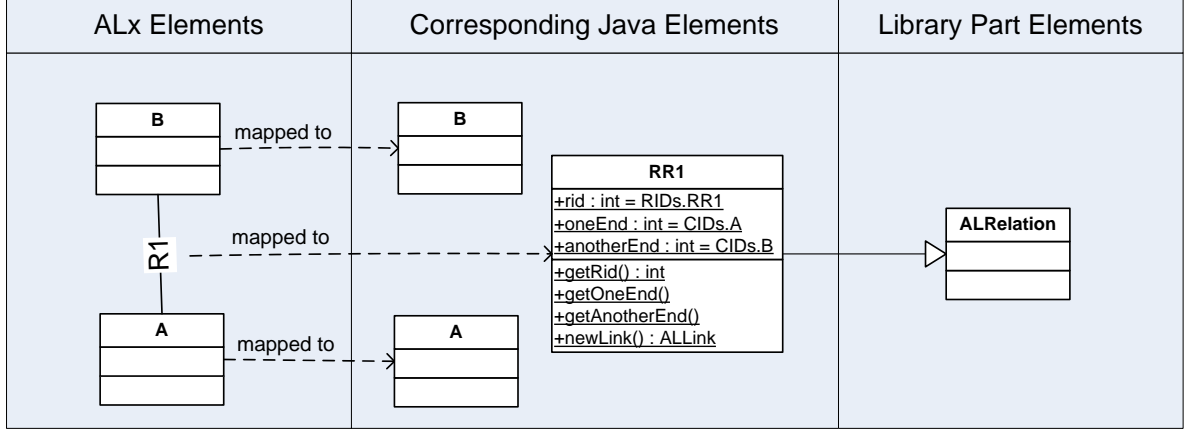 ALx Elements
Corresponding Java Elements
Library Part Elements
B
mapped to
B
RR1
+rid : int = RIDs.RR1
+oneEnd : int = CIDs.A
+anotherEnd : int = CIDs.B
+getRid() : int
+getOneEnd()
+getAnotherEnd()
+newLink() : ALLink
ALRelation
R1
mapped to
A
mapped to
A